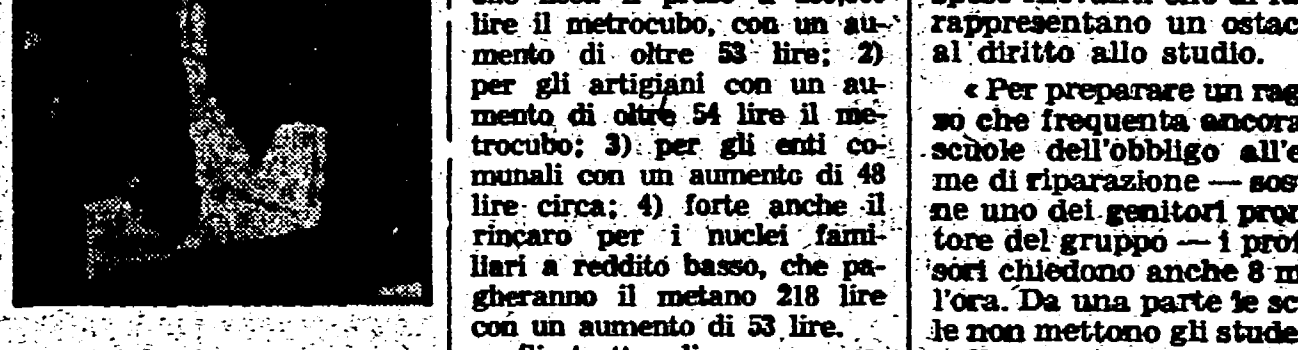 lire il metrocubo, con un au-
mento di oltre 53 lire; 2)
per gli artigiani con un au-
mento di oltre 54 lire il me-
trocubo; 3) per gli enti co-
munali con un aumento di 48
lire circa; 4) forte anche il
rincaro per i nuclei fami-
liari a reddito basso, che pa-
gheranno il metano 218 lire
con un aumento di 53 lire.
rappresentano un ostac
al diritto allo studio.
« Per preparare un rag
so che frequenta ancora
scuole dell'obbligo all'e
me di riparazione — sos
ne uno dei genitori pro
tore del gruppo — i prof
sori chiedono anche 8 m
l'ora. Da una parte le sc
le non mettono gli stude